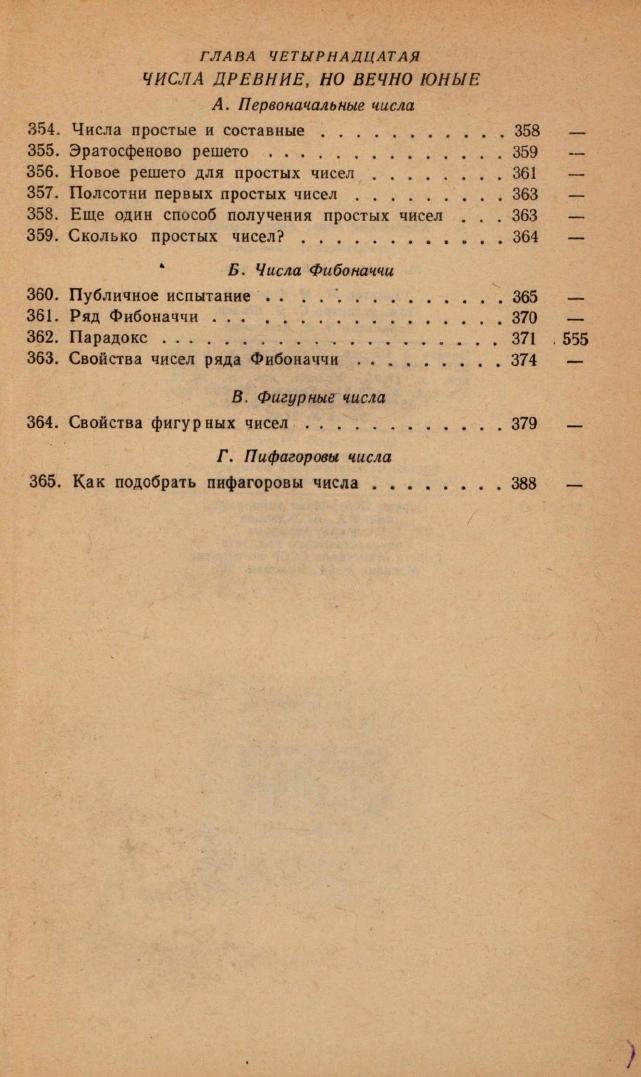 ГЛАВА ЧЕТЫРНАДЦАТАЯ
ЧИСЛА ДРЕВНИЕ, НО ВЕЧНО ЮНЫЕ
А. Первоначальные числа
354. Числа простые и составные . . . . . . . . . . . 358 —
355. Эратосфеново решето . . . . . . . . . . . . . . 359 —
356. Новое решето для простых чисел . . . . . . . . 361 —
357. Полсотни первых простых чисел . . . . . . . . . 363 —
358. Еще один способ получения простых чисел . . . 363 —
359. Сколько простых чисел? . . . . . . . . . . . . 364 —
Б. Числа Фибоначчи
360. Публичное испытание . . . . . . . . . . . . . . 365 —
361. Ряд Фибоначчи . . . . . . . . . . . . . . . . . 370 —
362. Парадокс . . . . . . . . . . . . . . . . . . . 371 555
363. Свойства чисел ряда Фибоначчи . . . . . . . . . 374 —
В. Фигурные числа
364. Свойства фигурных чисел . . . . . . . . . . . . 379 —
Г. Пифагоровы числа
365. Как подобрать пифагоровы числа . . . . . . . . 388 —